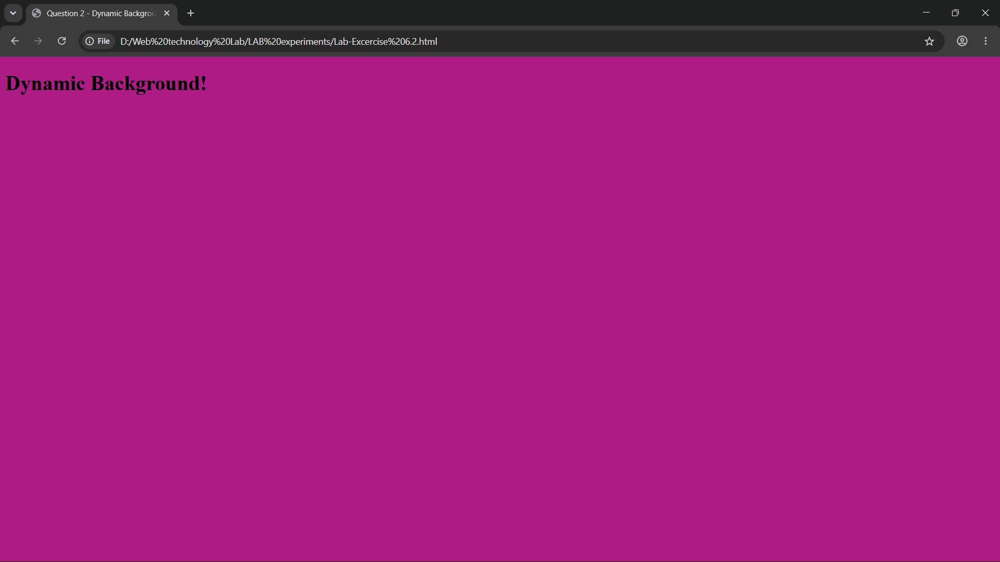 Question 2 - Dynamic Backgrou
File
D:/Web%20technology%20Lab/LAB%20experiments/Lab-Excercise%206.2.html
Dynamic Background!